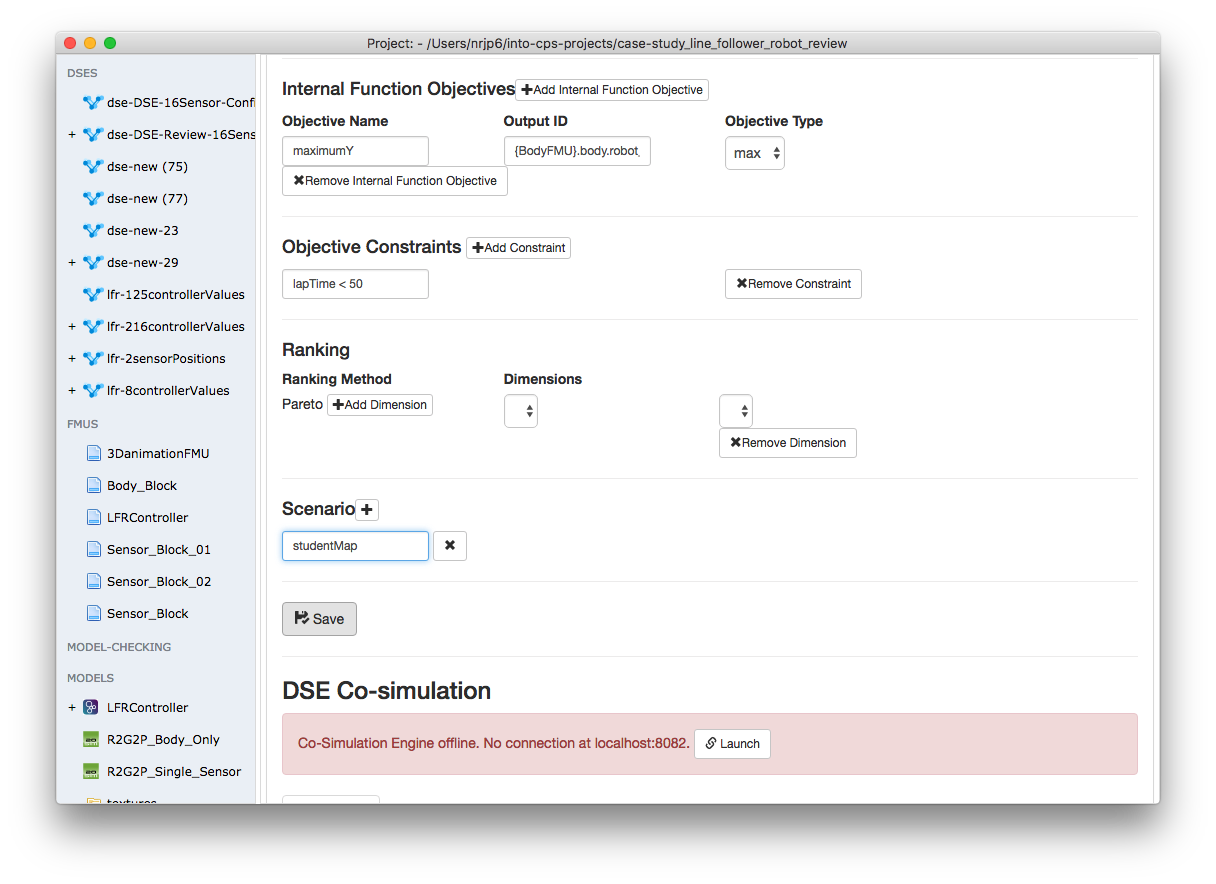 Project: - /Users/nrjp6/into-cps-projects/case-study_line_follower_robot_review
DSES
dse-DSE-16Sensor-Confi
+ dse-DSE-Review-16Sens
dse-new (75)
dse-new (77)
dse-new-23
+ dse-new-29
lfr-125controllerValues
+ lfr-216controllerValues
+ lfr-2sensorPositions
+ lfr-8controllerValues
FMUS
3DanimationFMU
Body_Block
LFRController
Sensor_Block_01
Sensor_Block_02
Sensor_Block
MODEL-CHECKING
MODELS
+ LFRController
R2G2P_Body_Only
R2G2P_Single_Sensor
textures
Internal Function Objectives +Add Internal Function Objective
Objective Name Output ID Objective Type
maximumY {BodyFMU}.body.robot_ max
✖Remove Internal Function Objective
Objective Constraints +Add Constraint
lapTime < 50 ✖Remove Constraint
Ranking
Ranking Method Dimensions
Pareto +Add Dimension
✖Remove Dimension
Scenario +
studentMap ✖
Save
DSE Co-simulation
Co-Simulation Engine offline. No connection at localhost:8082. Launch